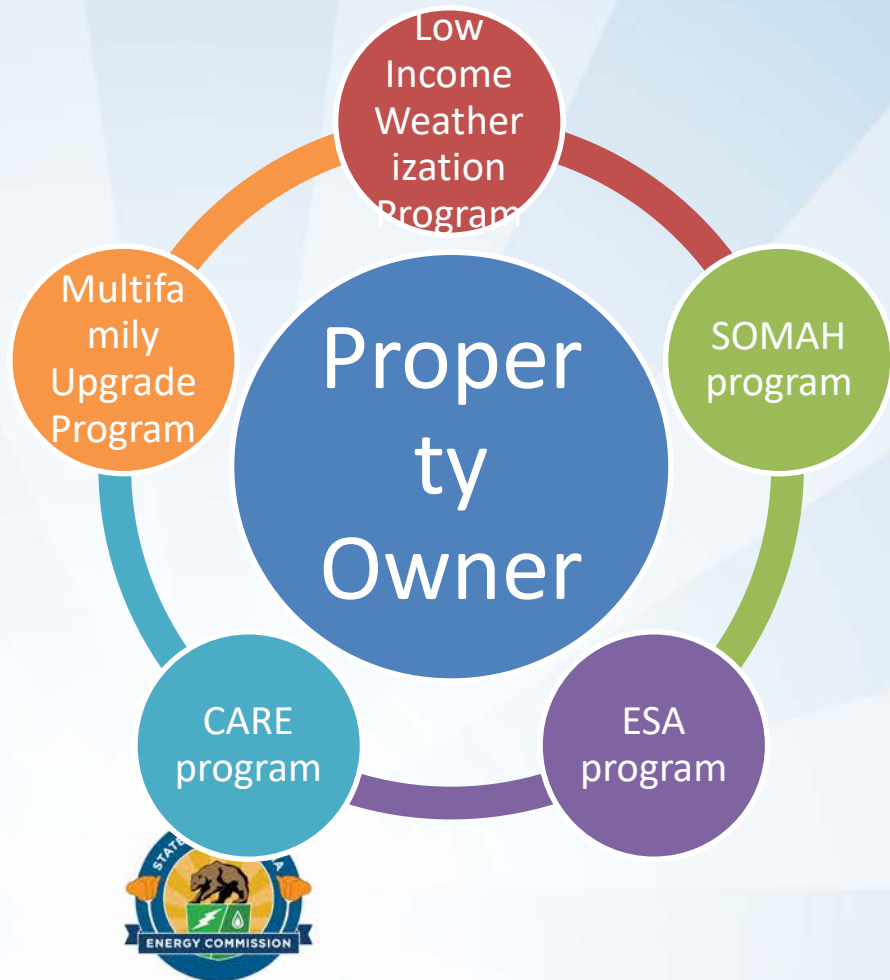 Low
Income
Weather
ization
Program
Multifa
mily
Upgrade
Program
SOMAH
program
Proper
ty
Owner
CARE
program
ESA
program
STATE
ENERGY COMMISSION